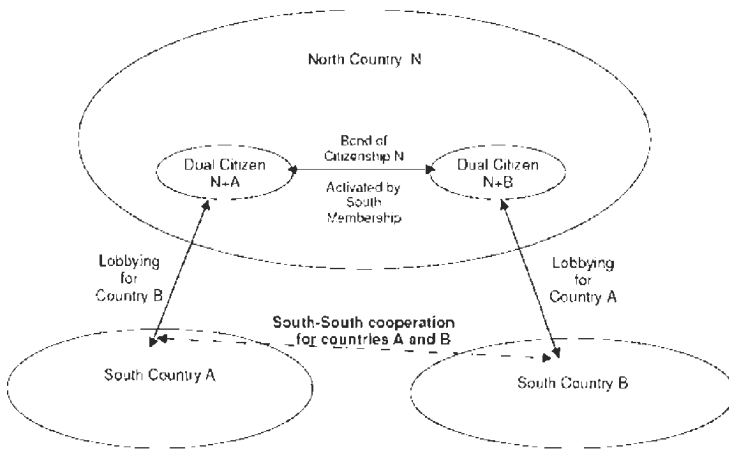 North Country N
Bond of
Citizenship N
Dual Citizen
N+A
Dual Citizen
N+B
Activated by
South
Membership
Lobbying
for
Country B
Lobbying
for
Country A
South-South cooperation
for countries A and B
South Country A
South Country B